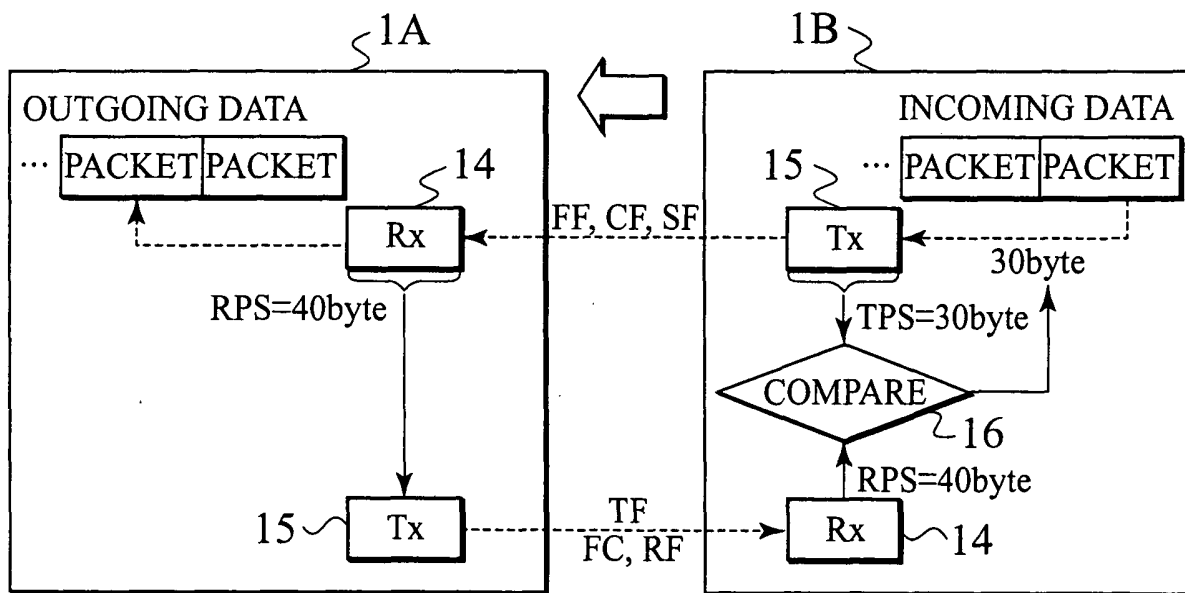 1A
1B
OUTGOING DATA
... PACKET PACKET
14
Rx
RPS=40byte
15
Tx
FF, CF, SF
TF
FC, RF
INCOMING DATA
... PACKET PACKET
15
Tx
30byte
TPS=30byte
COMPARE
16
RPS=40byte
Rx
14